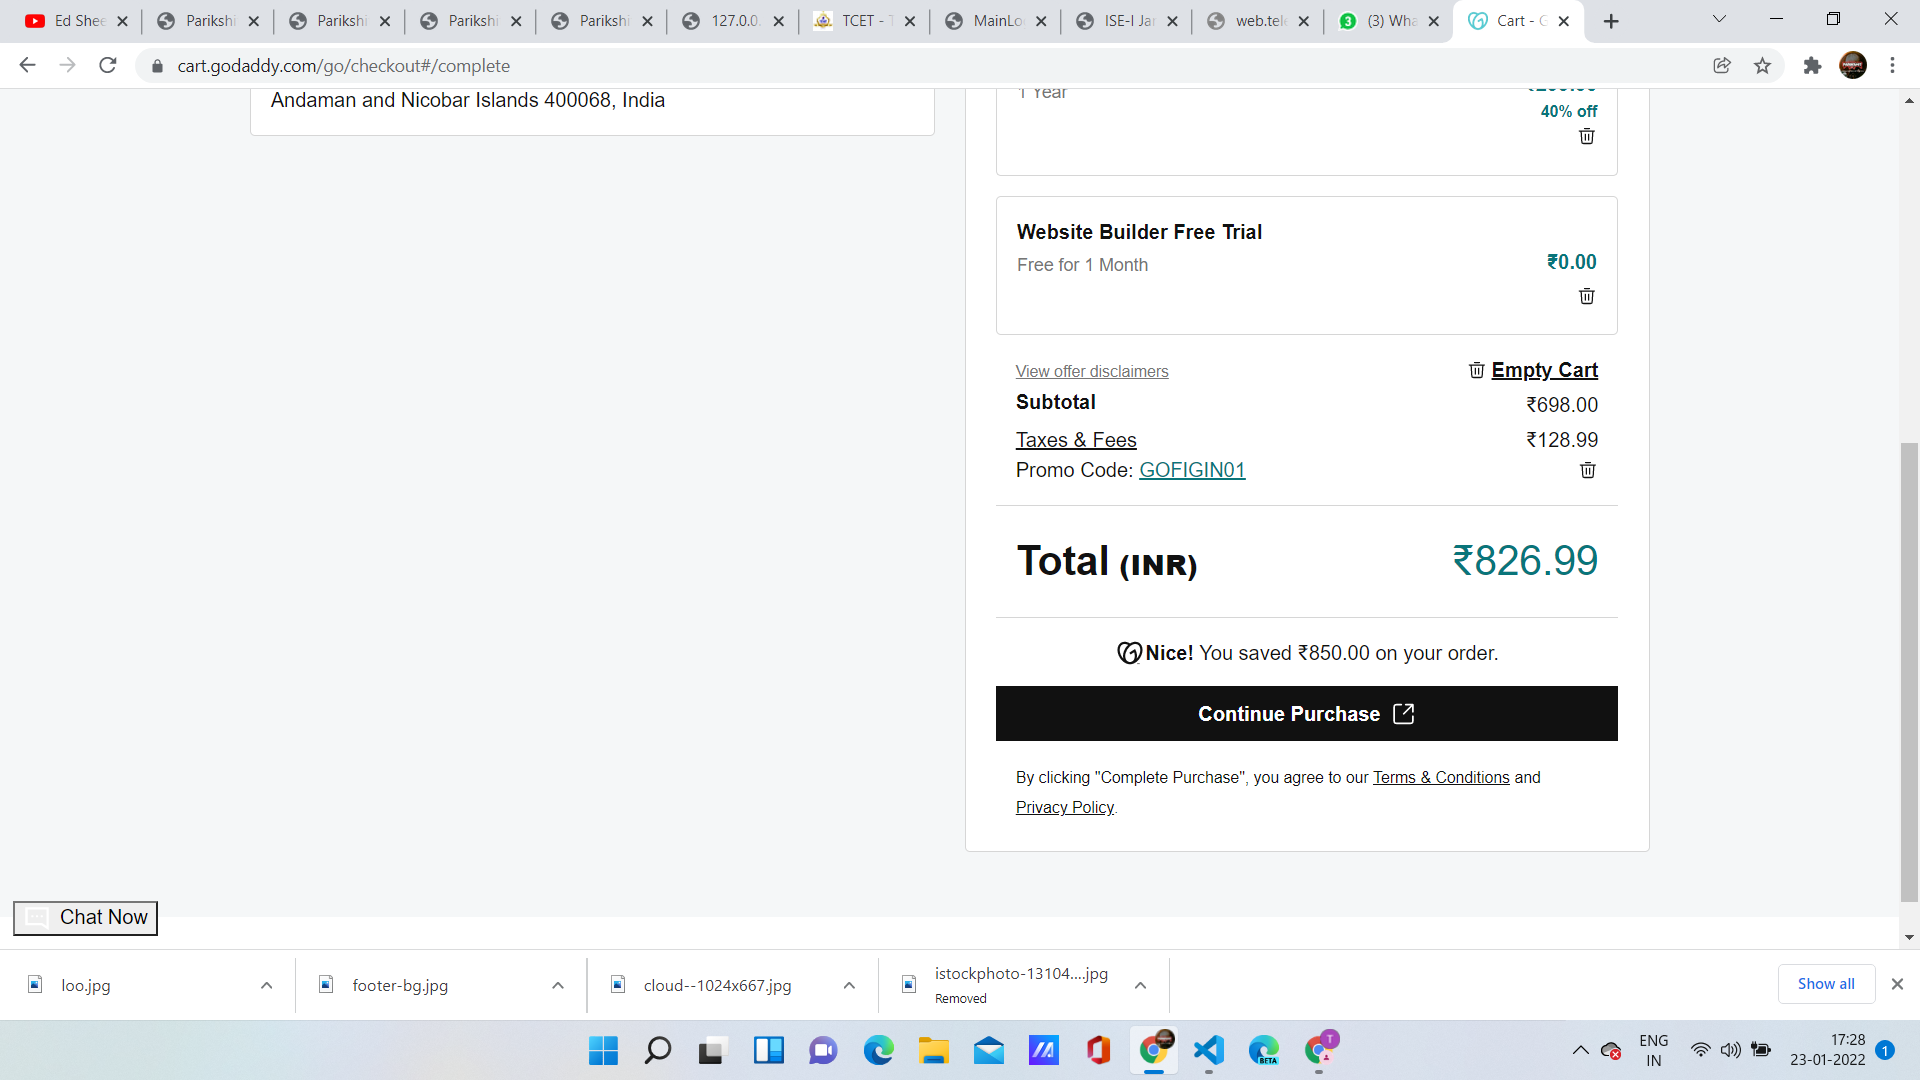 Ed Shee
Parikshi
Parikshi
Parikshi
Parikshi
127.0.0.
TCET - T
MainLo
ISE-I Jan
web.tele
(3) Wha
Cart - G
cart.godaddy.com/go/checkout#/complete
Andaman and Nicobar Islands 400068, India
1 Year
40% off
Website Builder Free Trial
Free for 1 Month
₹0.00
View offer disclaimers
Empty Cart
Subtotal
₹698.00
Taxes & Fees
₹128.99
Promo Code: GOFIGIN01
Total (INR)
₹826.99
Nice! You saved ₹850.00 on your order.
Continue Purchase
By clicking "Complete Purchase", you agree to our Terms & Conditions and
Privacy Policy.
Chat Now
loo.jpg
footer-bg.jpg
cloud--1024x667.jpg
istockphoto-13104....jpg
Removed
Show all
BETA
T
ENG
IN
17:28
23-01-2022
1